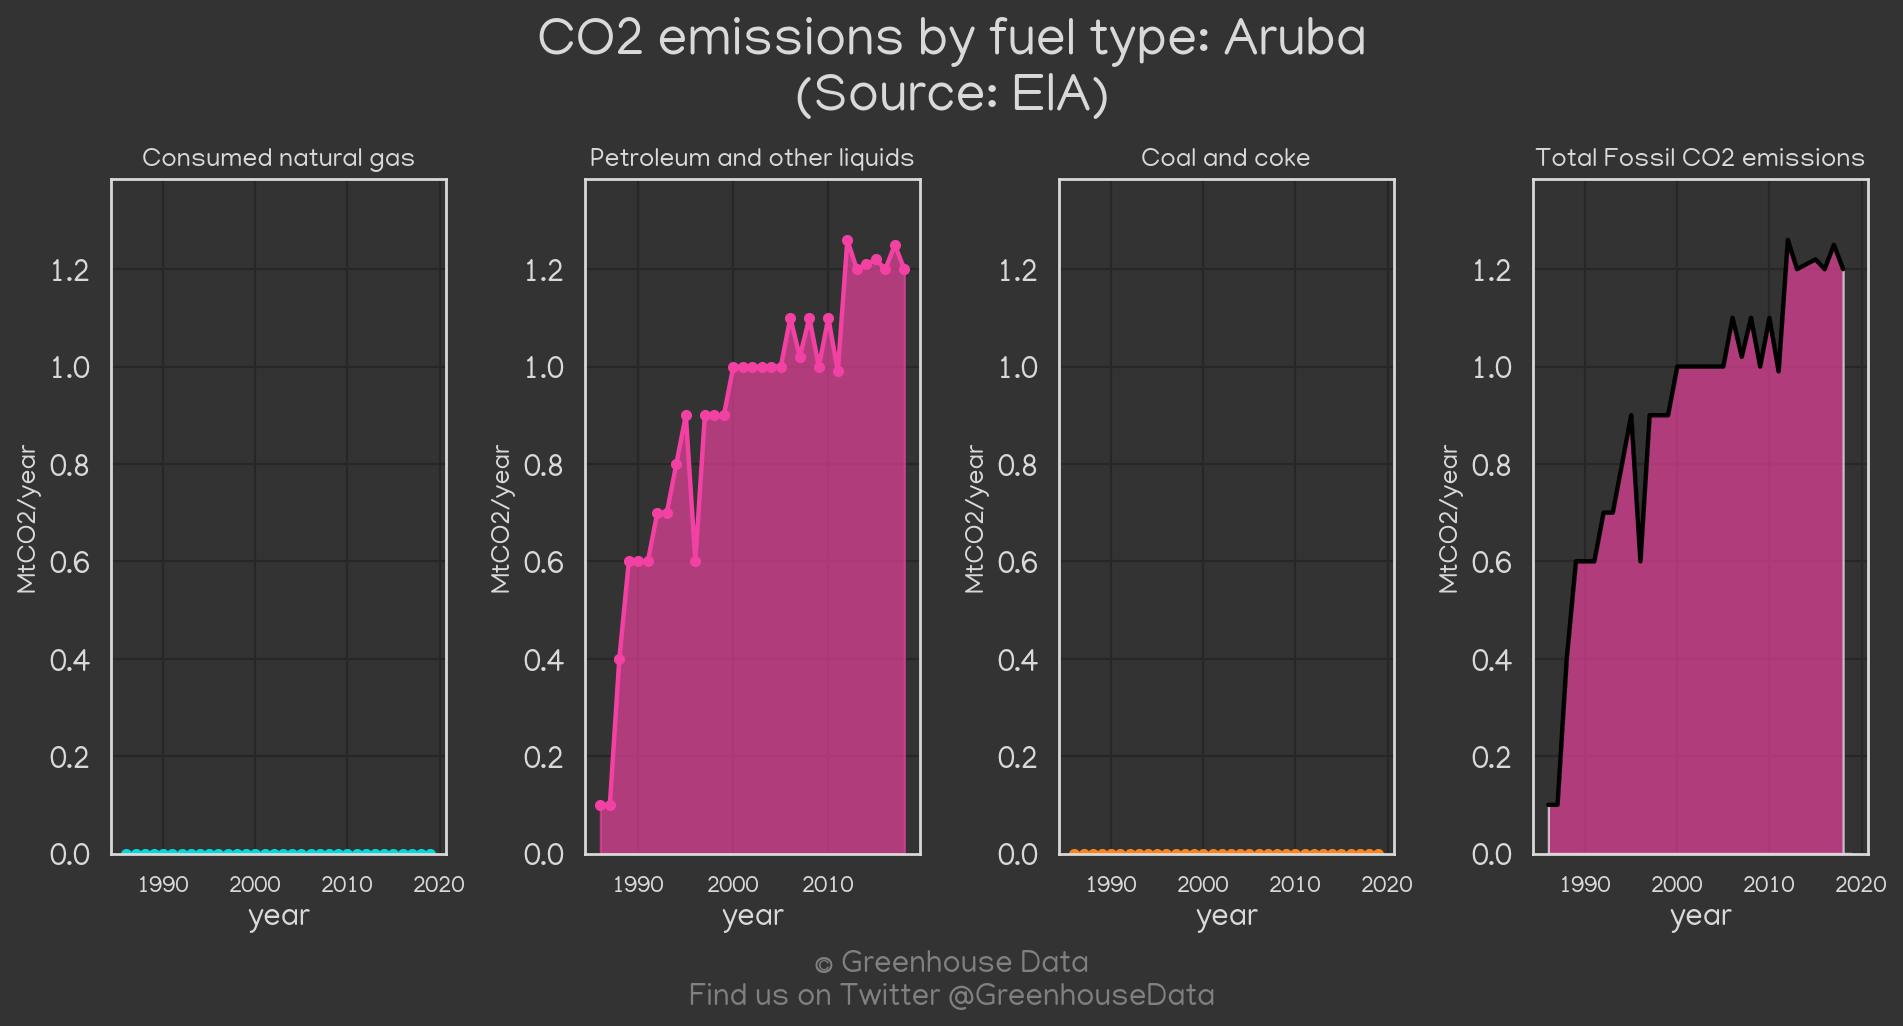 CO2 emissions by fuel type: Aruba
(Source: EIA)
Consumed natural gas
Petroleum and other liquids
Coal and coke
Total Fossil CO2 emissions
MtCO2/year
1.2
1.0
0.8
0.6
0.4
0.2
0.0
1990 2000 2010 2020
year
MtCO2/year
1.2
1.0
0.8
0.6
0.4
0.2
0.0
1990 2000 2010
year
MtCO2/year
1.2
1.0
0.8
0.6
0.4
0.2
0.0
1990 2000 2010 2020
year
MtCO2/year
1.2
1.0
0.8
0.6
0.4
0.2
0.0
1990 2000 2010 2020
year
© Greenhouse Data
Find us on Twitter @GreenhouseData